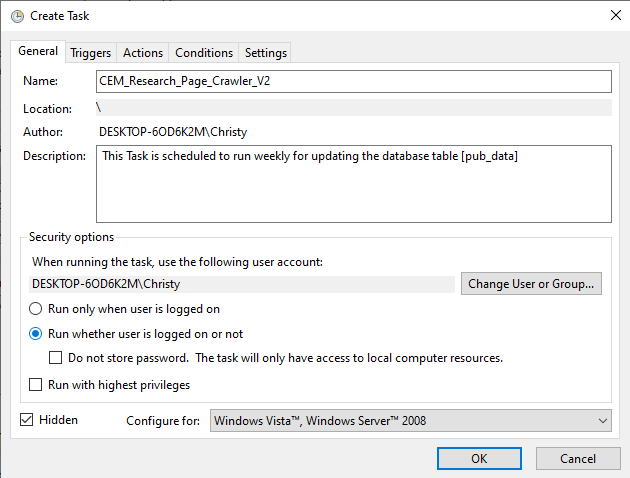 Create Task
General Triggers Actions Conditions Settings
Name: CEM_Research_Page_Crawler_V2
Location: \
Author: DESKTOP-6OD6K2M\Christy
Description: This Task is scheduled to run weekly for updating the database table [pub_data]
Security options
When running the task, use the following user account:
DESKTOP-6OD6K2M\Christy Change User or Group...
Run only when user is logged on
Run whether user is logged on or not
Do not store password. The task will only have access to local computer resources.
Run with highest privileges
Hidden Configure for: Windows Vista™, Windows Server™ 2008
OK Cancel